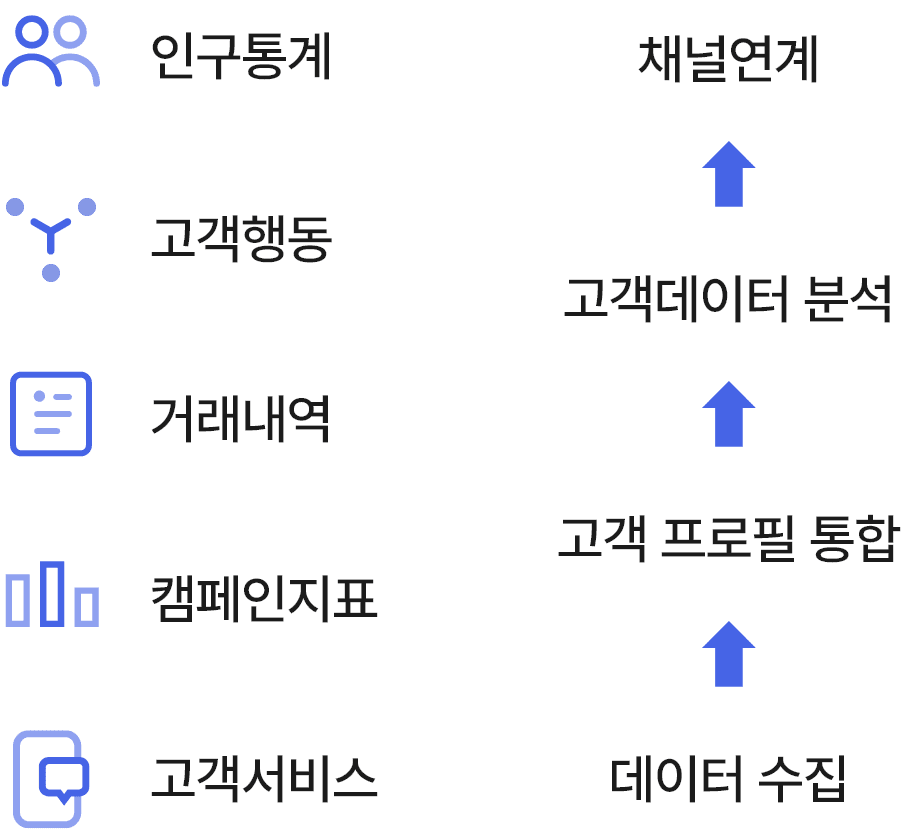 인구통계
고객행동
거래내역
캠페인지표
고객서비스
채널연계
고객데이터 분석
고객 프로필 통합
데이터 수집